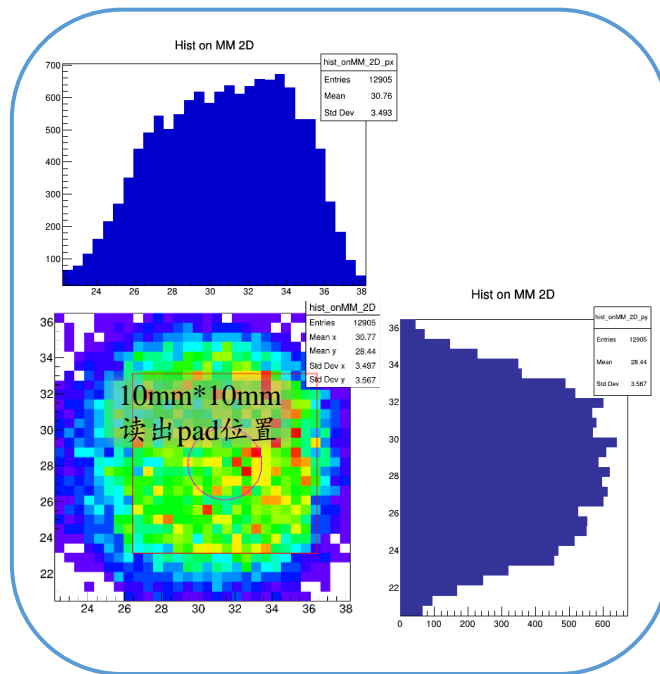 Hist on MM 2D
hist_onMM_2D_px
Entries 12905
Mean 30.76
Std Dev 3.493
700
600
500
400
300
200
100
24 26 28 30 32 34 36 38
hist_onMM_2D
Entries 12905
Mean x 30.77
Mean y 28.44
Std Dev x 3.497
Std Dev y 3.567
10mm*10mm
读出pad位置
36
34
32
30
28
26
24
22
24 26 28 30 32 34 36 38
Hist on MM 2D
hist_onMM_2D_py
Entries 12905
Mean 28.44
Std Dev 3.567
36
34
32
30
28
26
24
22
0 100 200 300 400 500 600